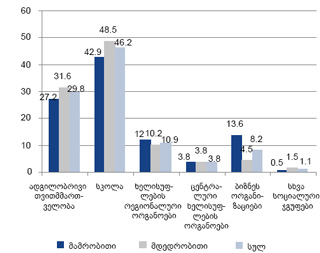 60
50
40
30
20
10
0
27.2 31.6 29.8
42.9 48.5 46.2
12 10.2 10.9
3.8 3.8 3.8
13.6 4.5 8.2
0.5 1.5 1.1
ადგილობრივი
თვითმმართ-
ველობა
სკოლა
ხელისუფ-
ლების
რეგიონალური
ორგანოები
ცენტრა-
ლური
ხელისუფ-
ლების
ორგანოები
ბიზნეს
ორგანი-
ზაციები
სხვა
სოციალური
ჯგუფები
მამრობითი მდედრობითი სულ